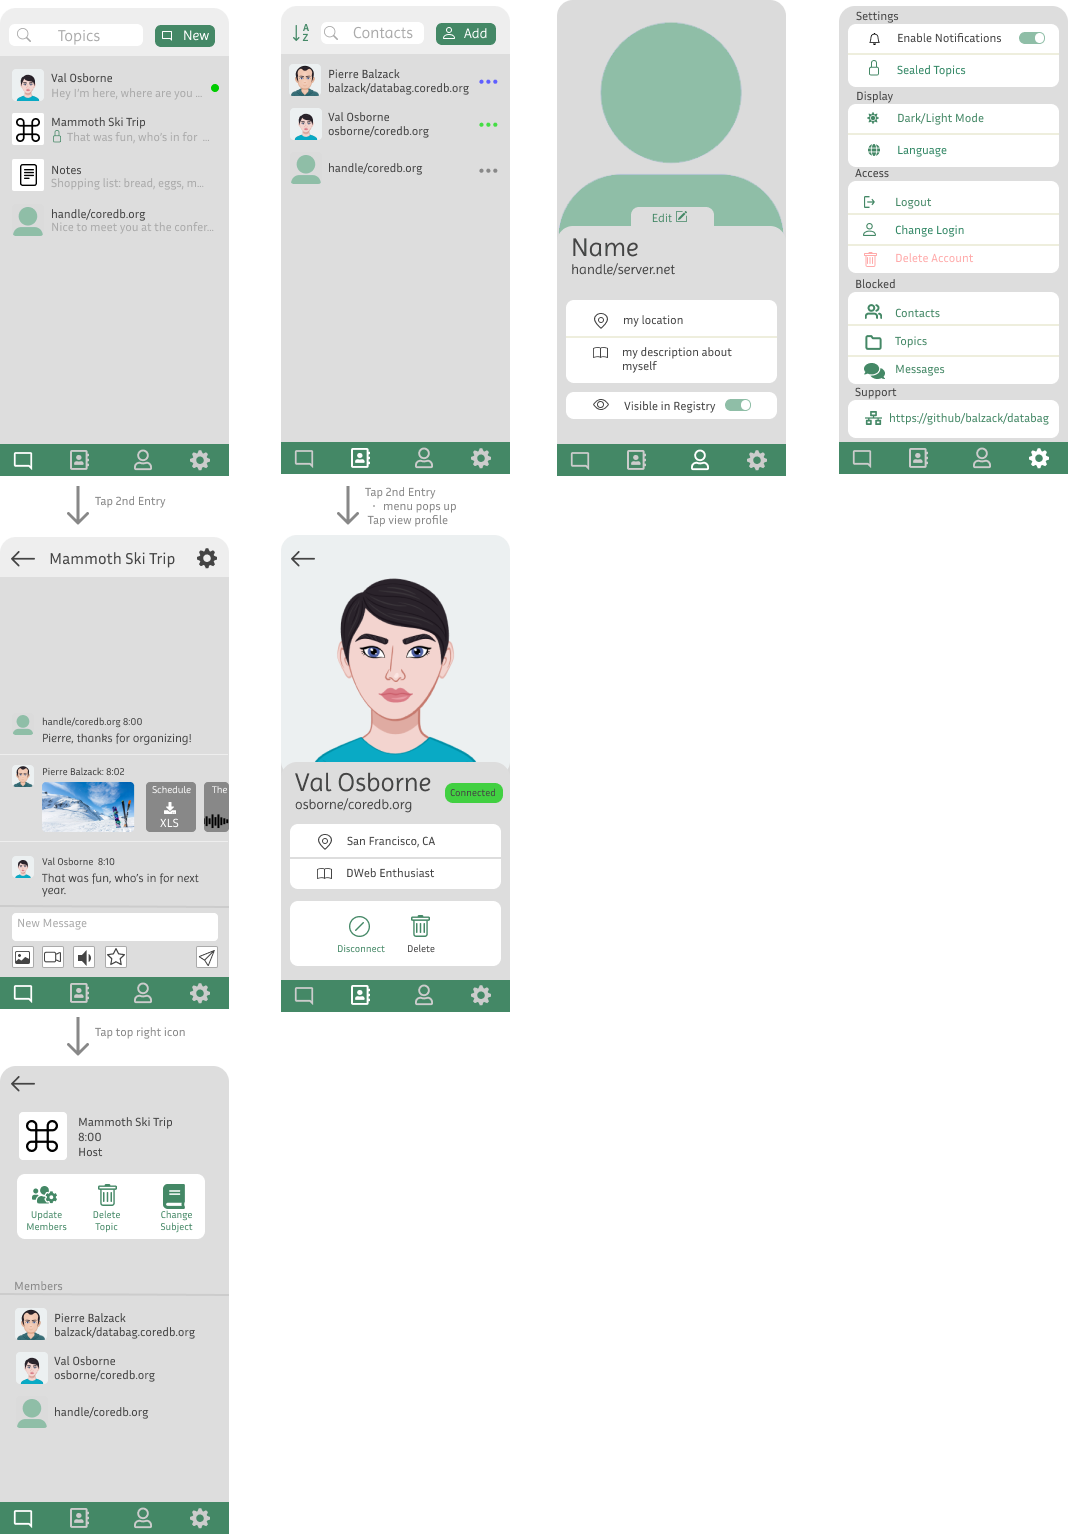 Topics
New
Val Osborne
Hey I'm here, where are you ...
Mammoth Ski Trip
That was fun, who's in for ...
Notes
Shopping list: bread, eggs, m...
handle/coredb.org
Nice to meet you at the confer...
Tap 2nd Entry
Mammoth Ski Trip
handle/coredb.org 8:00
Pierre, thanks for organizing!
Pierre Balzack: 8:02
Schedule
XLS
The
Val Osborne 8:10
That was fun, who's in for next
year.
New Message
Tap top right icon
Mammoth Ski Trip
8:00
Host
Update
Members
Delete
Topic
Change
Subject
Members
Pierre Balzack
balzack/databag.coredb.org
Val Osborne
osborne/coredb.org
handle/coredb.org
A
Z
Contacts
Add
Pierre Balzack
balzack/databag.coredb.org
Val Osborne
osborne/coredb.org
handle/coredb.org
Tap 2nd Entry
· menu pops up
Tap view profile
Val Osborne
osborne/coredb.org
Connected
San Francisco, CA
DWeb Enthusiast
Disconnect
Delete
Edit
Name
handle/server.net
my location
my description about
myself
Visible in Registry
Settings
Enable Notifications
Sealed Topics
Display
Dark/Light Mode
Language
Access
Logout
Change Login
Delete Account
Blocked
Contacts
Topics
Messages
Support
https://github/balzack/databag